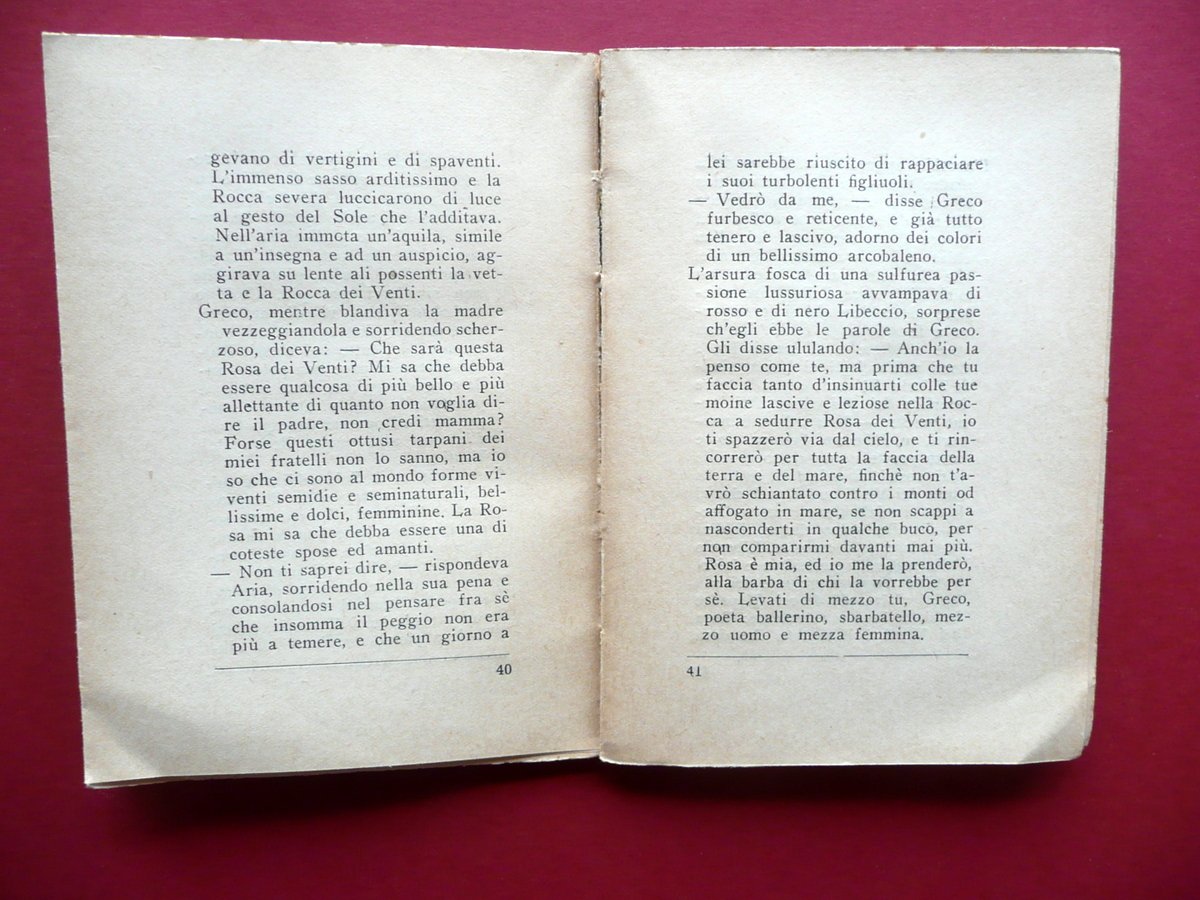 gevano di vertigini e di spaventi.
L'immenso sasso arditissimo e la
Rocca severa luccicarono di luce
al gesto del Sole che l'additava.
Nell'aria immota un'aquila, simile
a un'insegna e ad un auspicio, ag-
girava su lente ali possenti la vet-
ta e la Rocca dei Venti.
Greco, mentre blandiva la madre
vezzeggiandola e sorridendo scher-
zoso, diceva: — Che sarà questa
Rosa dei Venti? Mi sa che debba
essere qualcosa di più bello e più
allettante di quanto non voglia di-
re il padre, non credi mamma?
Forse questi ottusi tarpani dei
miei fratelli non lo sanno, ma io
so che ci sono al mondo forme vi-
venti semidie e seminaturali, bel-
lissime e dolci, femminine. La Ro-
sa mi sa che debba essere una di
coteste spose ed amanti.
— Non ti saprei dire, — rispondeva
Aria, sorridendo nella sua pena e
consolandosi nel pensare fra sè
che insomma il peggio non era
più a temere, e che un giorno a
40
lei sarebbe riuscito di rappaciare
i suoi turbolenti figliuoli.
— Vedrò da me, — disse Greco
furbesco e reticente, e già tutto
tenero e lascivo, adorno dei colori
di un bellissimo arcobaleno.
L'arsura fosca di una sulfurea pas-
sione lussuriosa avvampava di
rosso e di nero Libeccio, sorprese
ch'egli ebbe le parole di Greco.
Gli disse ululando: — Anch'io la
penso come te, ma prima che tu
faccia tanto d'insinuarti colle tue
moine lascive e leziose nella Roc-
ca a sedurre Rosa dei Venti, io
ti spazzerò via dal cielo, e ti rin-
correrò per tutta la faccia della
terra e del mare, finchè non t'a-
vrò schiantato contro i monti od
affogato in mare, se non scappi a
nasconderti in qualche buco, per
non comparirmi davanti mai più.
Rosa è mia, ed io me la prenderò,
alla barba di chi la vorrebbe per
sè. Levati di mezzo tu, Greco,
poeta ballerino, sbarbatello, mez-
zo uomo e mezza femmina.
41